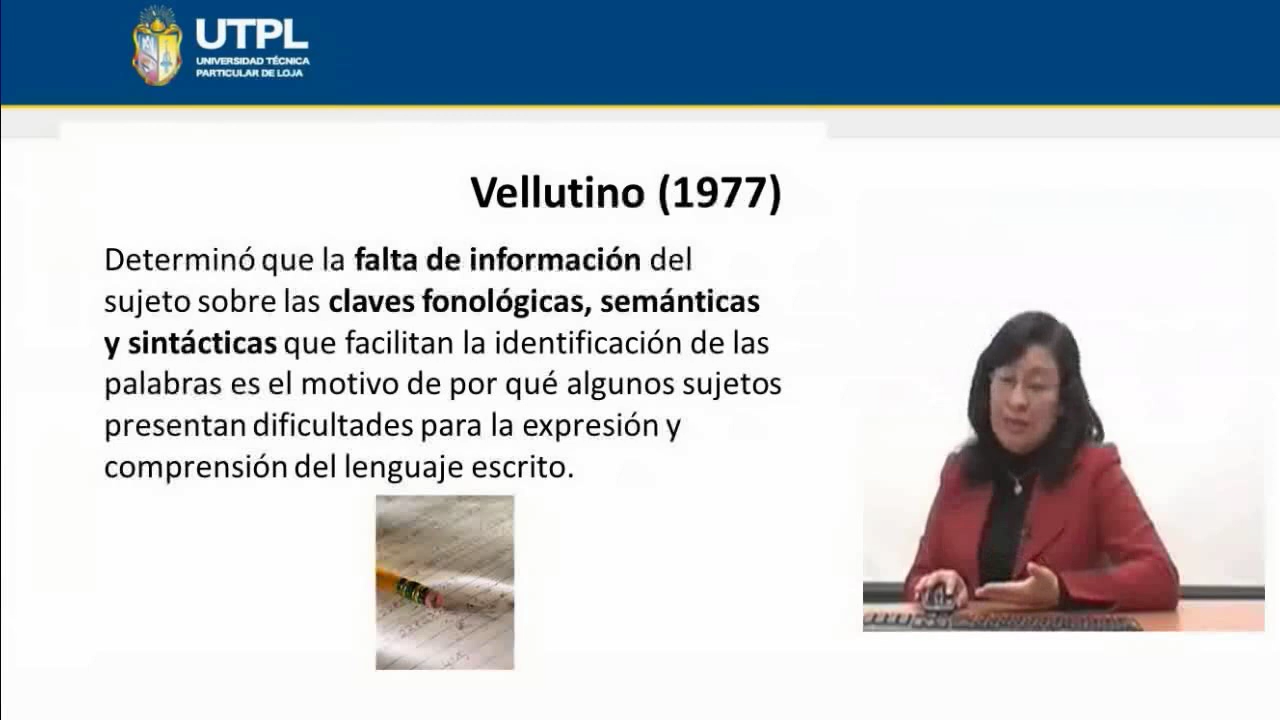 UTPL
UNIVERSIDAD TÉCNICA
PARTICULAR DE LOJA
Vellutino (1977)
Determinó que la falta de información del
sujeto sobre las claves fonológicas, semánticas
y sintácticas que facilitan la identificación de las
palabras es el motivo de por qué algunos sujetos
presentan dificultades para la expresión y
comprensión del lenguaje escrito.